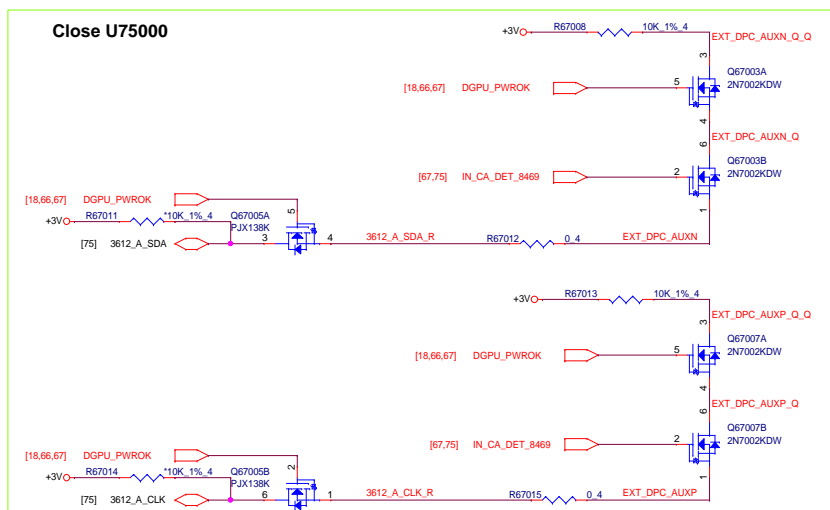 Close U75000
+3V R67008 10K_1%_4 EXT_DPC_AUXN_Q_Q
3
Q67003A
[18,66,67] DGPU_PWROK 5 2N7002KDW
4
EXT_DPC_AUXN_Q
6
Q67003B
[67,75] IN_CA_DET_8469 2 2N7002KDW
[18,66,67] DGPU_PWROK
1
R67011 *10K_1%_4 Q67005A 5
+3V PJX138K
[75] 3612_A_SDA 3 4 3612_A_SDA_R R67012 0_4 EXT_DPC_AUXN
+3V R67013 10K_1%_4
EXT_DPC_AUXP_Q_Q
3
Q67007A
[18,66,67] DGPU_PWROK 5 2N7002KDW
4
EXT_DPC_AUXP_Q
6
Q67007B
[67,75] IN_CA_DET_8469 2 2N7002KDW
[18,66,67] DGPU_PWROK
1
R67014 *10K_1%_4 Q67005B 2
+3V PJX138K
[75] 3612_A_CLK 6 1 3612_A_CLK_R R67015 0_4 EXT_DPC_AUXP